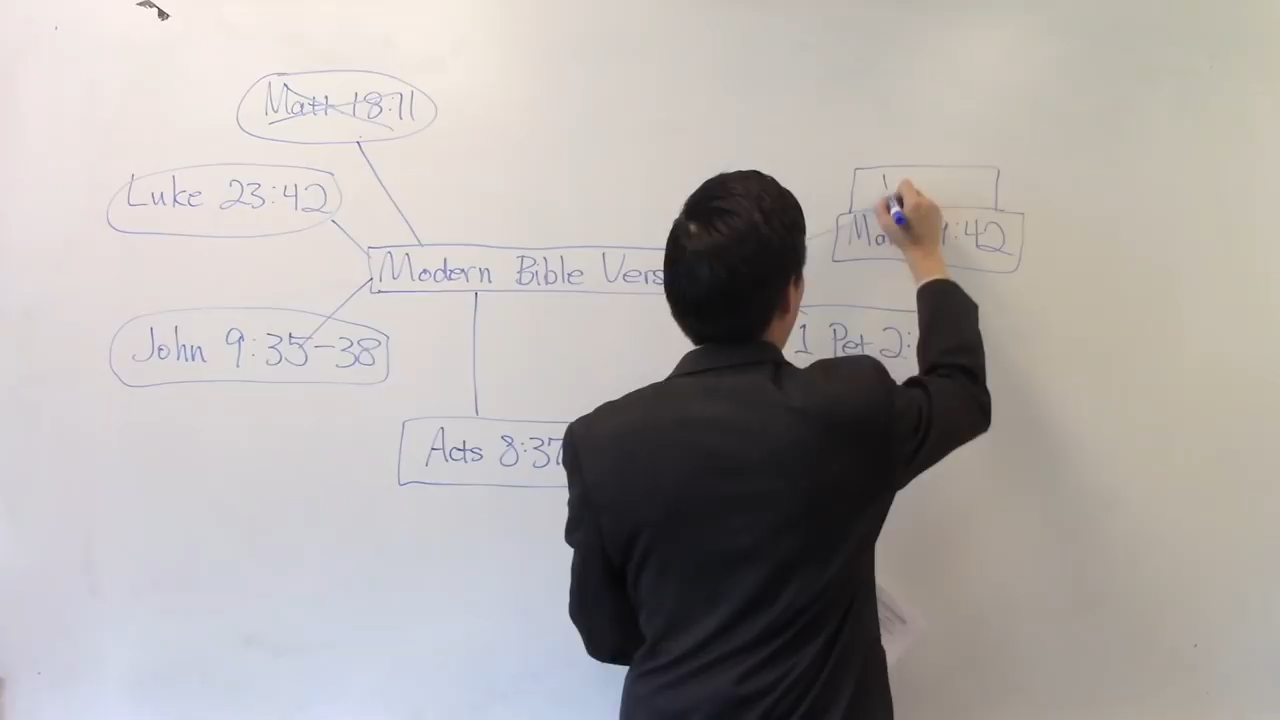 Matt 18:11
Luke 23:42
Modern Bible Vers
:42
John 9:35-38
1 Pet 2:
Acts 8:37